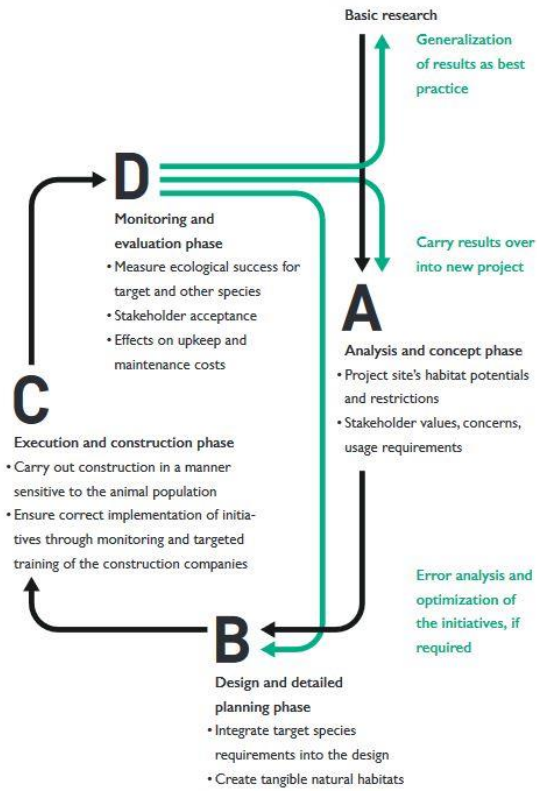 Basic research
Generalization
of results as best
practice
D
Monitoring and
evaluation phase
• Measure ecological success for
target and other species
• Stakeholder acceptance
• Effects on upkeep and
maintenance costs
Carry results over
into new project
A
Analysis and concept phase
• Project site's habitat potentials
and restrictions
• Stakeholder values, concerns,
usage requirements
C
Execution and construction phase
• Carry out construction in a manner
sensitive to the animal population
• Ensure correct implementation of initia-
tives through monitoring and targeted
training of the construction companies
Error analysis and
optimization of
the initiatives, if
required
B
Design and detailed
planning phase
• Integrate target species
requirements into the design
• Create tangible natural habitats